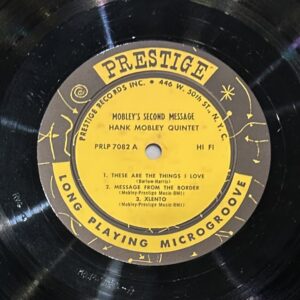 PRESTIGE
PRESTIGE RECORDS INC. • 446 W. 50th ST., N. Y. C.
MOBLEY'S SECOND MESSAGE
HANK MOBLEY QUINTET
PRLP 7082 A HI FI
1. THESE ARE THE THINGS I LOVE
(Barlow-Harris)
2. MESSAGE FROM THE BORDER
(Mobley-Prestige Music BMI)
3. XLENTO
(Mobley-Prestige Music BMI)
LONG PLAYING MICROGROOVE